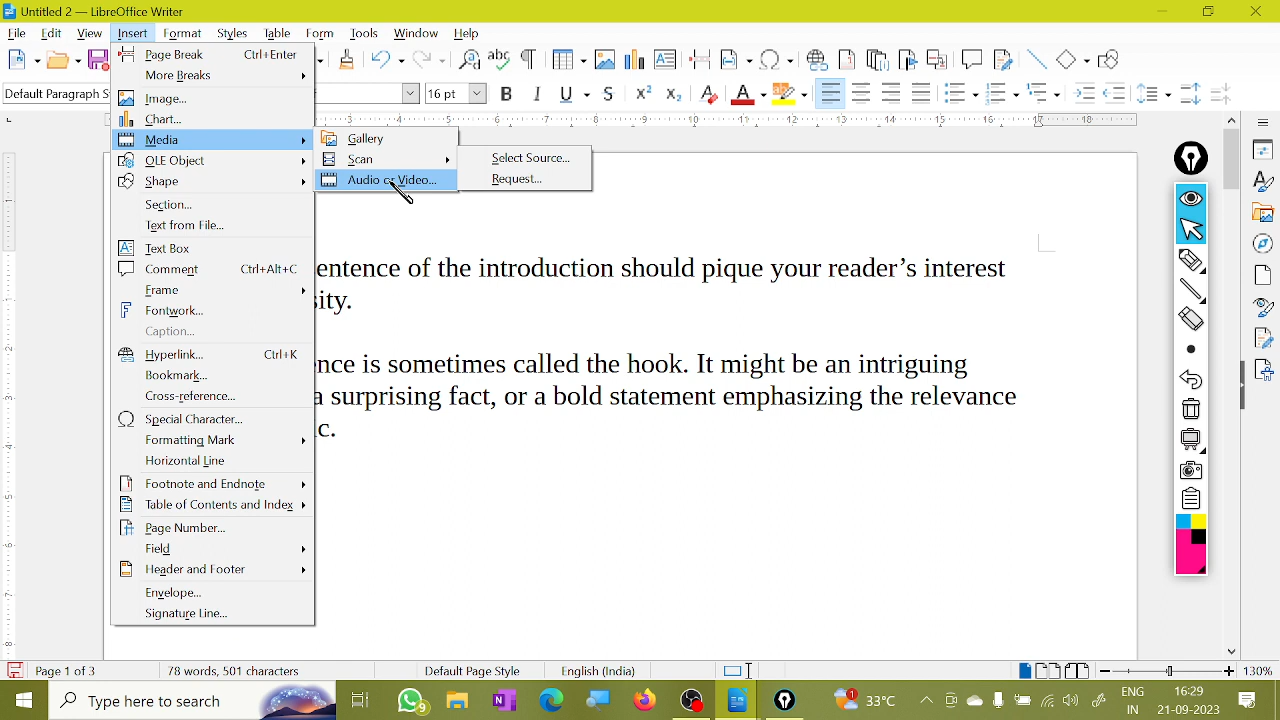 Untitled 2 — LibreOffice Writer
File Edit View Insert Format Styles Table Form Tools Window Help
Default Paragraph S
16 pt
Page Break Ctrl+Enter
More Breaks
Image...
Chart...
Media
OLE Object
Shape
Section...
Text from File...
Text Box
Comment Ctrl+Alt+C
Frame
Fontwork...
Caption...
Hyperlink... Ctrl+K
Bookmark...
Cross-reference...
Special Character...
Formatting Mark
Horizontal Line
Footnote and Endnote
Table of Contents and Index
Page Number...
Field
Header and Footer
Envelope...
Signature Line...
Gallery
Scan
Audio or Video...
Select Source...
Request...
entence of the introduction should pique your reader’s interest
sity.
nce is sometimes called the hook. It might be an intriguing
a surprising fact, or a bold statement emphasizing the relevance
ic.
Page 1 of 3 78 words, 501 characters Default Page Style English (India) 130%
Type here to search
33°C
ENG
IN
16:29
21-09-2023